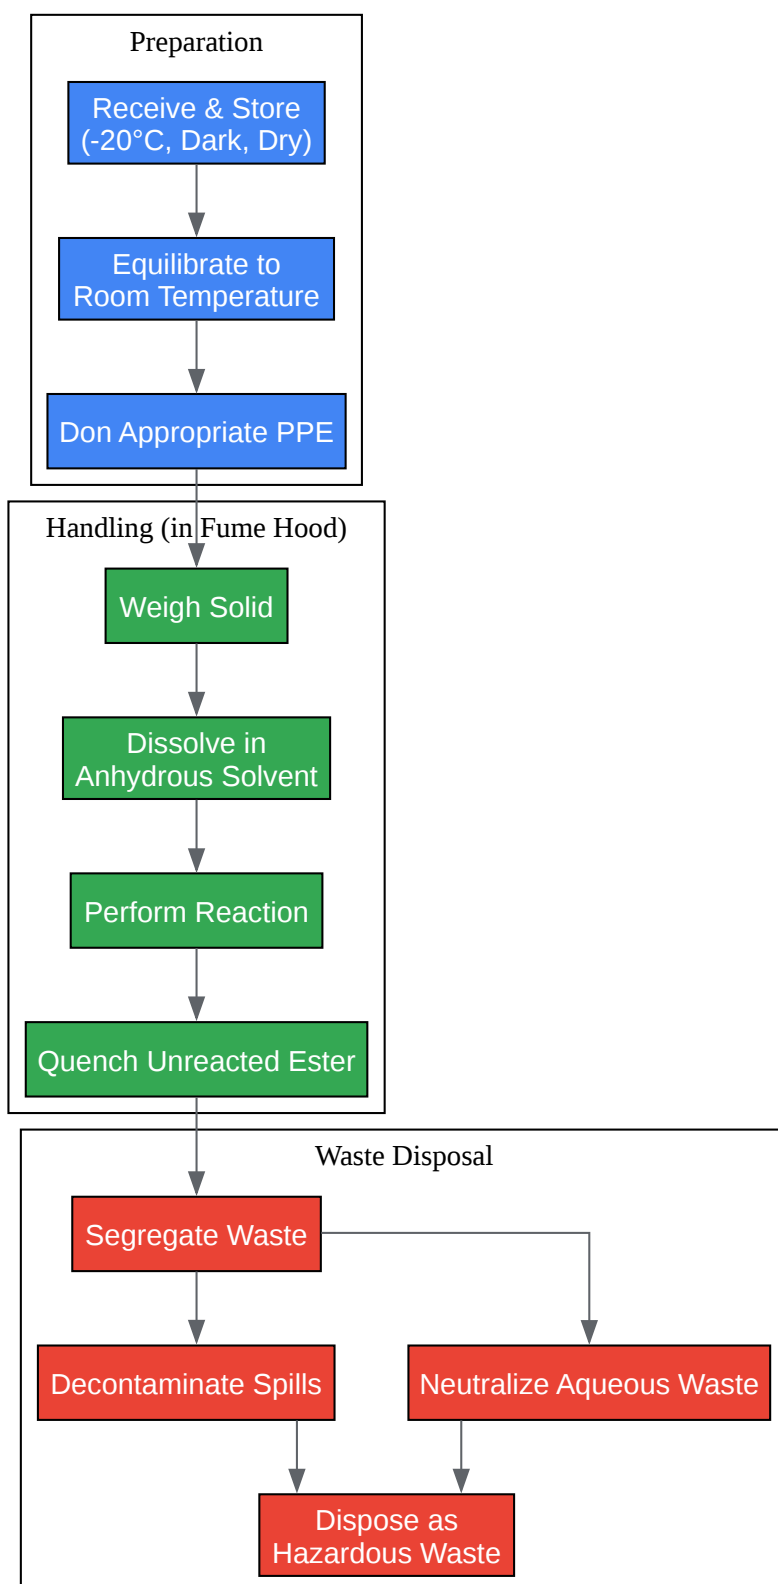 Preparation
Receive & Store
(-20°C, Dark, Dry)
Equilibrate to
Room Temperature
Don Appropriate PPE
Handling (in Fume Hood)
Weigh Solid
Dissolve in
Anhydrous Solvent
Perform Reaction
Quench Unreacted Ester
Waste Disposal
Segregate Waste
Decontaminate Spills
Neutralize Aqueous Waste
Dispose as
Hazardous Waste